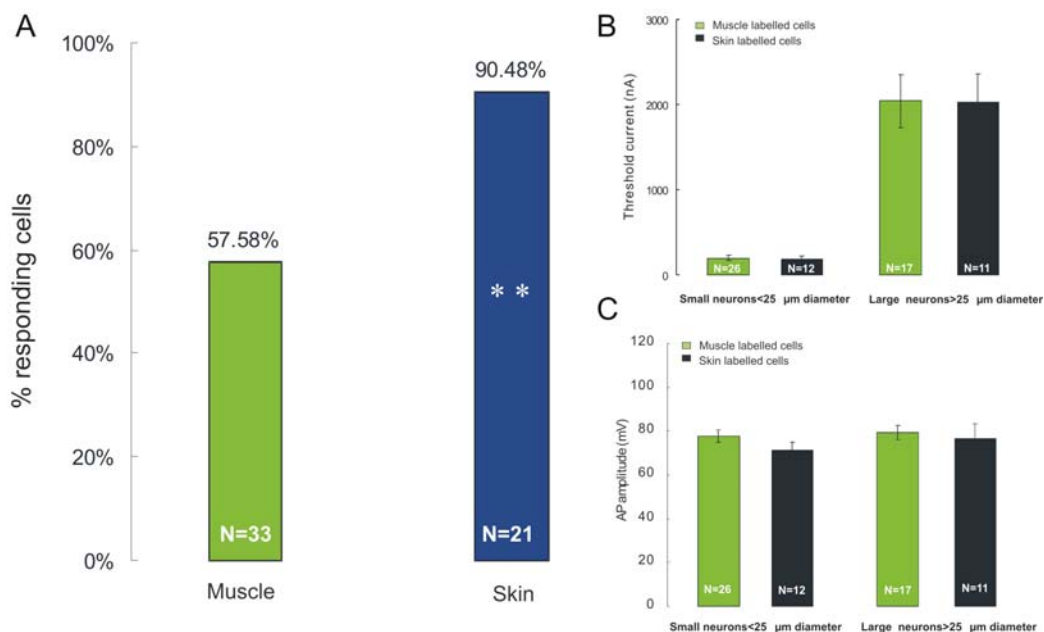 A
100%
80%
60%
40%
20%
0%
% responding cells
57.58%
90.48%
* *
N=33
N=21
Muscle
Skin
B
Muscle labelled cells
Skin labelled cells
3000
2000
1000
0
Threshold current (nA)
N=26
N=12
N=17
N=11
Small neurons<25 µm diameter
Large neurons>25 µm diameter
C
Muscle labelled cells
Skin labelled cells
120
100
80
60
40
20
0
AP amplitude (mV)
N=26
N=12
N=17
N=11
Small neurons<25 µm diameter
Large neurons>25 µm diameter